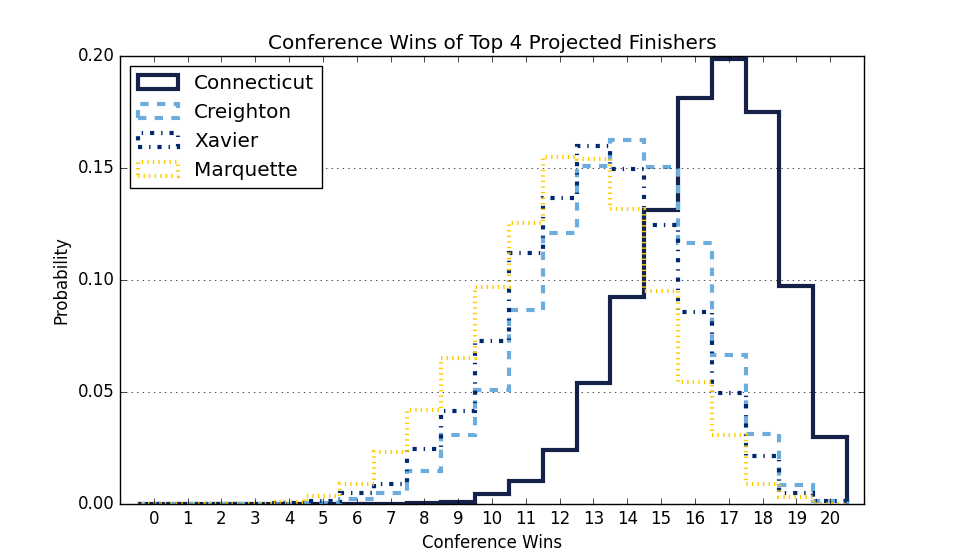 Conference Wins of Top 4 Projected Finishers
0.20
Connecticut
Creighton
Xavier
Marquette
0.15
0.10
0.05
0.00
Probability
0 1 2 3 4 5 6 7 8 9 10 11 12 13 14 15 16 17 18 19 20
Conference Wins